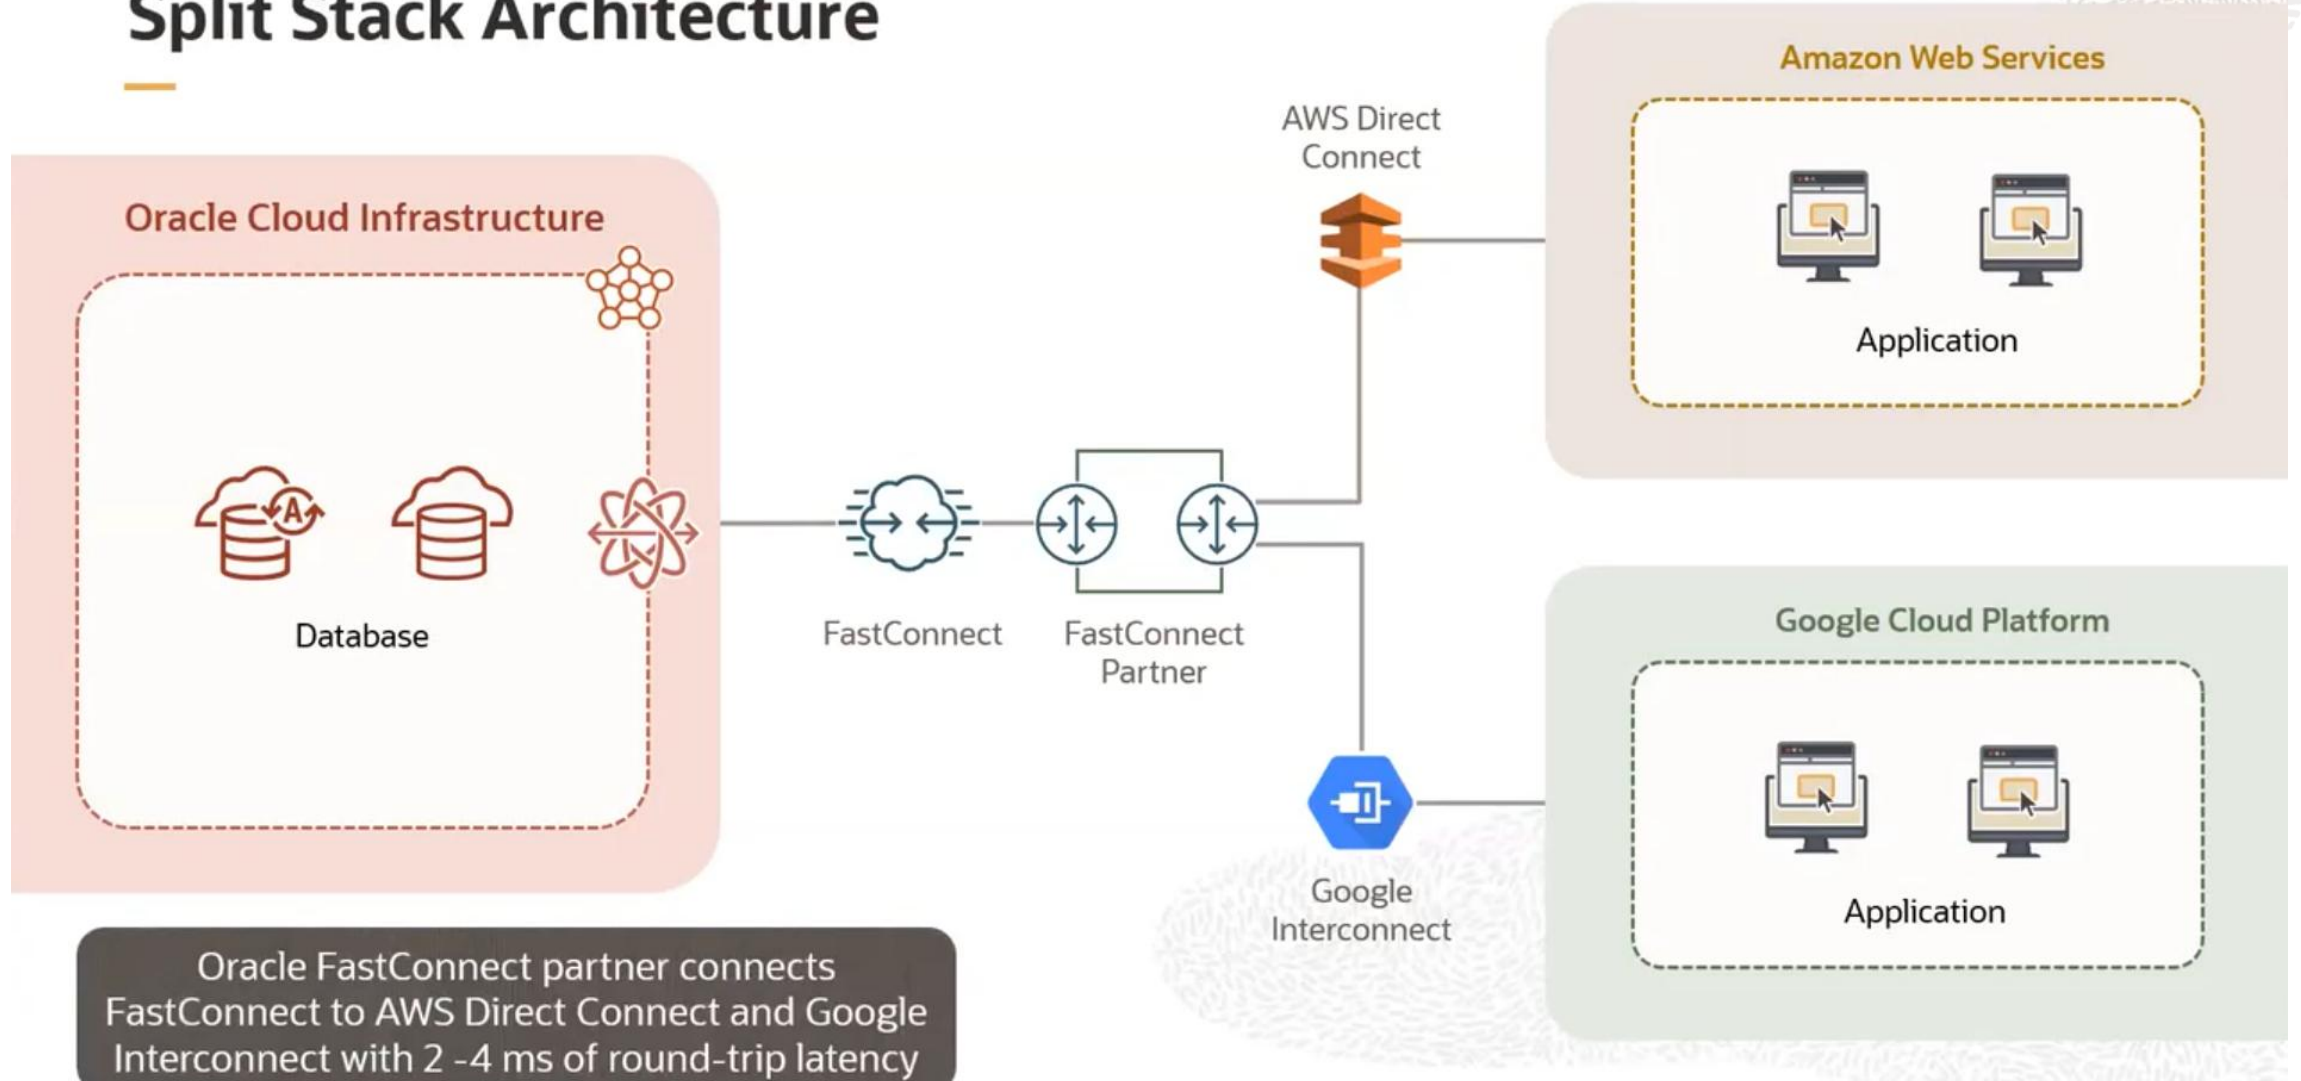 Split Stack Architecture
Oracle Cloud Infrastructure
A
Database
FastConnect
FastConnect
Partner
AWS Direct
Connect
Google
Interconnect
Amazon Web Services
Application
Google Cloud Platform
Application
Oracle FastConnect partner connects
FastConnect to AWS Direct Connect and Google
Interconnect with 2 -4 ms of round-trip latency